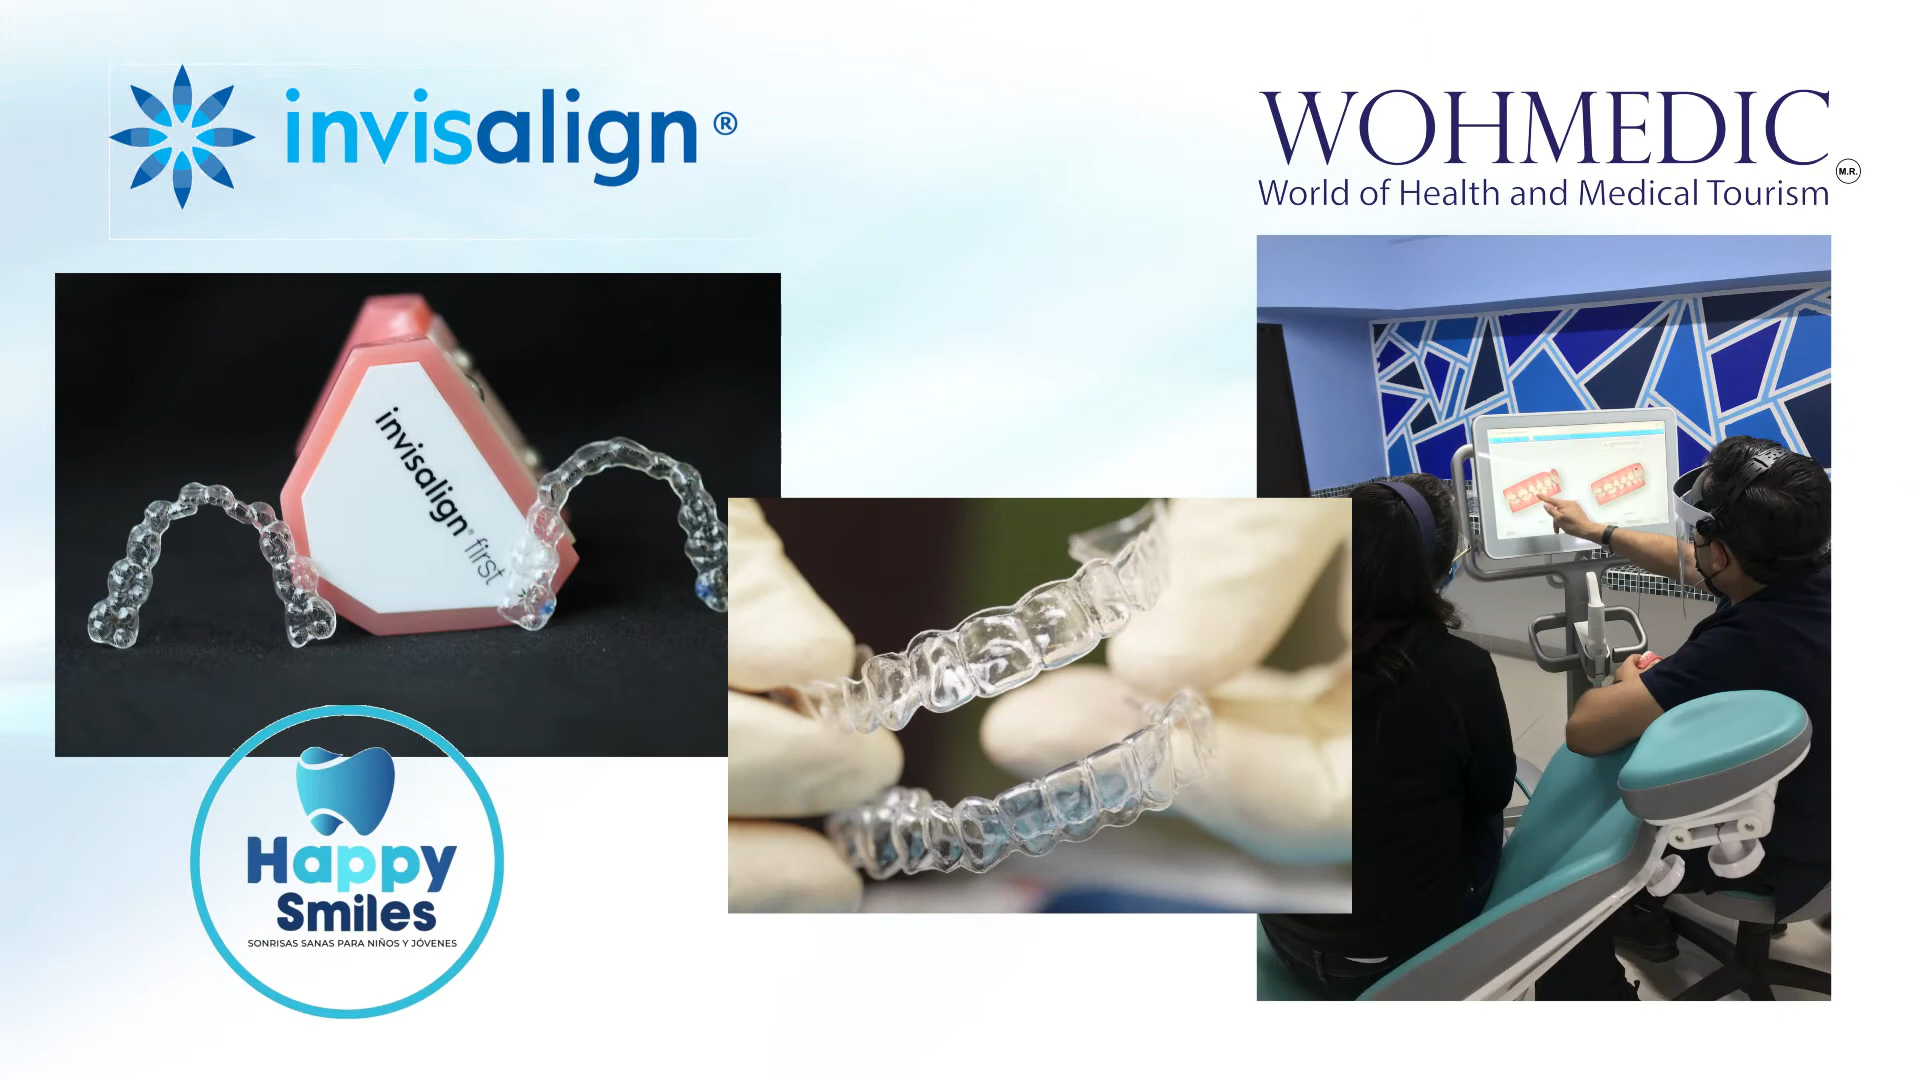 invisalign ®
WOHMEDIC
M.R.
World of Health and Medical Tourism
invisalign® first
Happy
Smiles
SONRISAS SANAS PARA NIÑOS Y JÓVENES